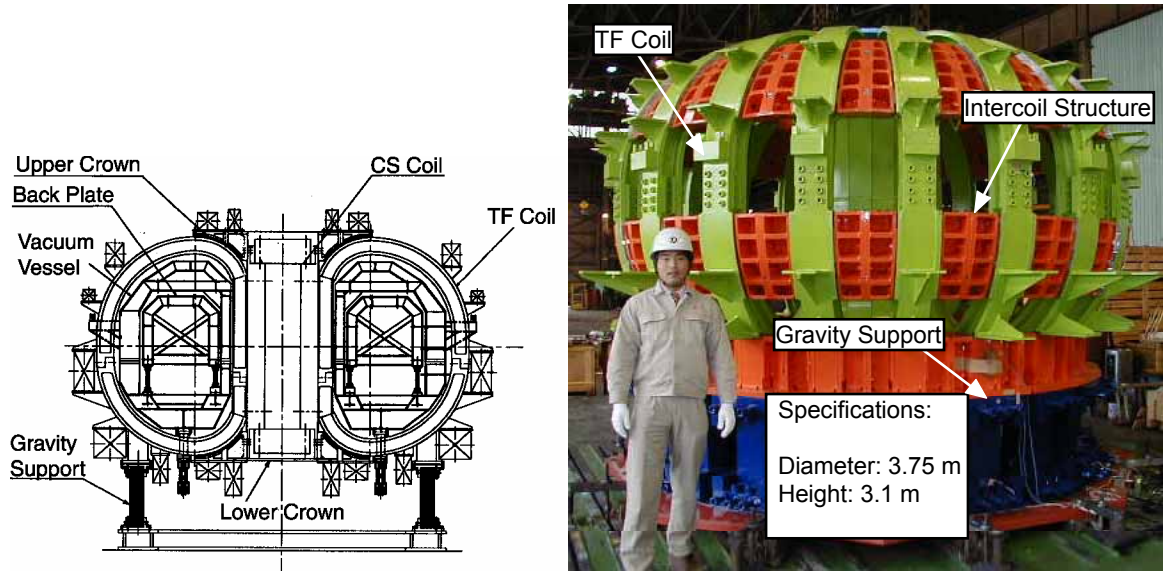 Upper Crown
Back Plate
Vacuum
Vessel
Gravity
Support
CS Coil
TF Coil
Lower Crown
TF Coil
Intercoil Structure
Gravity Support
Specifications:
Diameter: 3.75 m
Height: 3.1 m